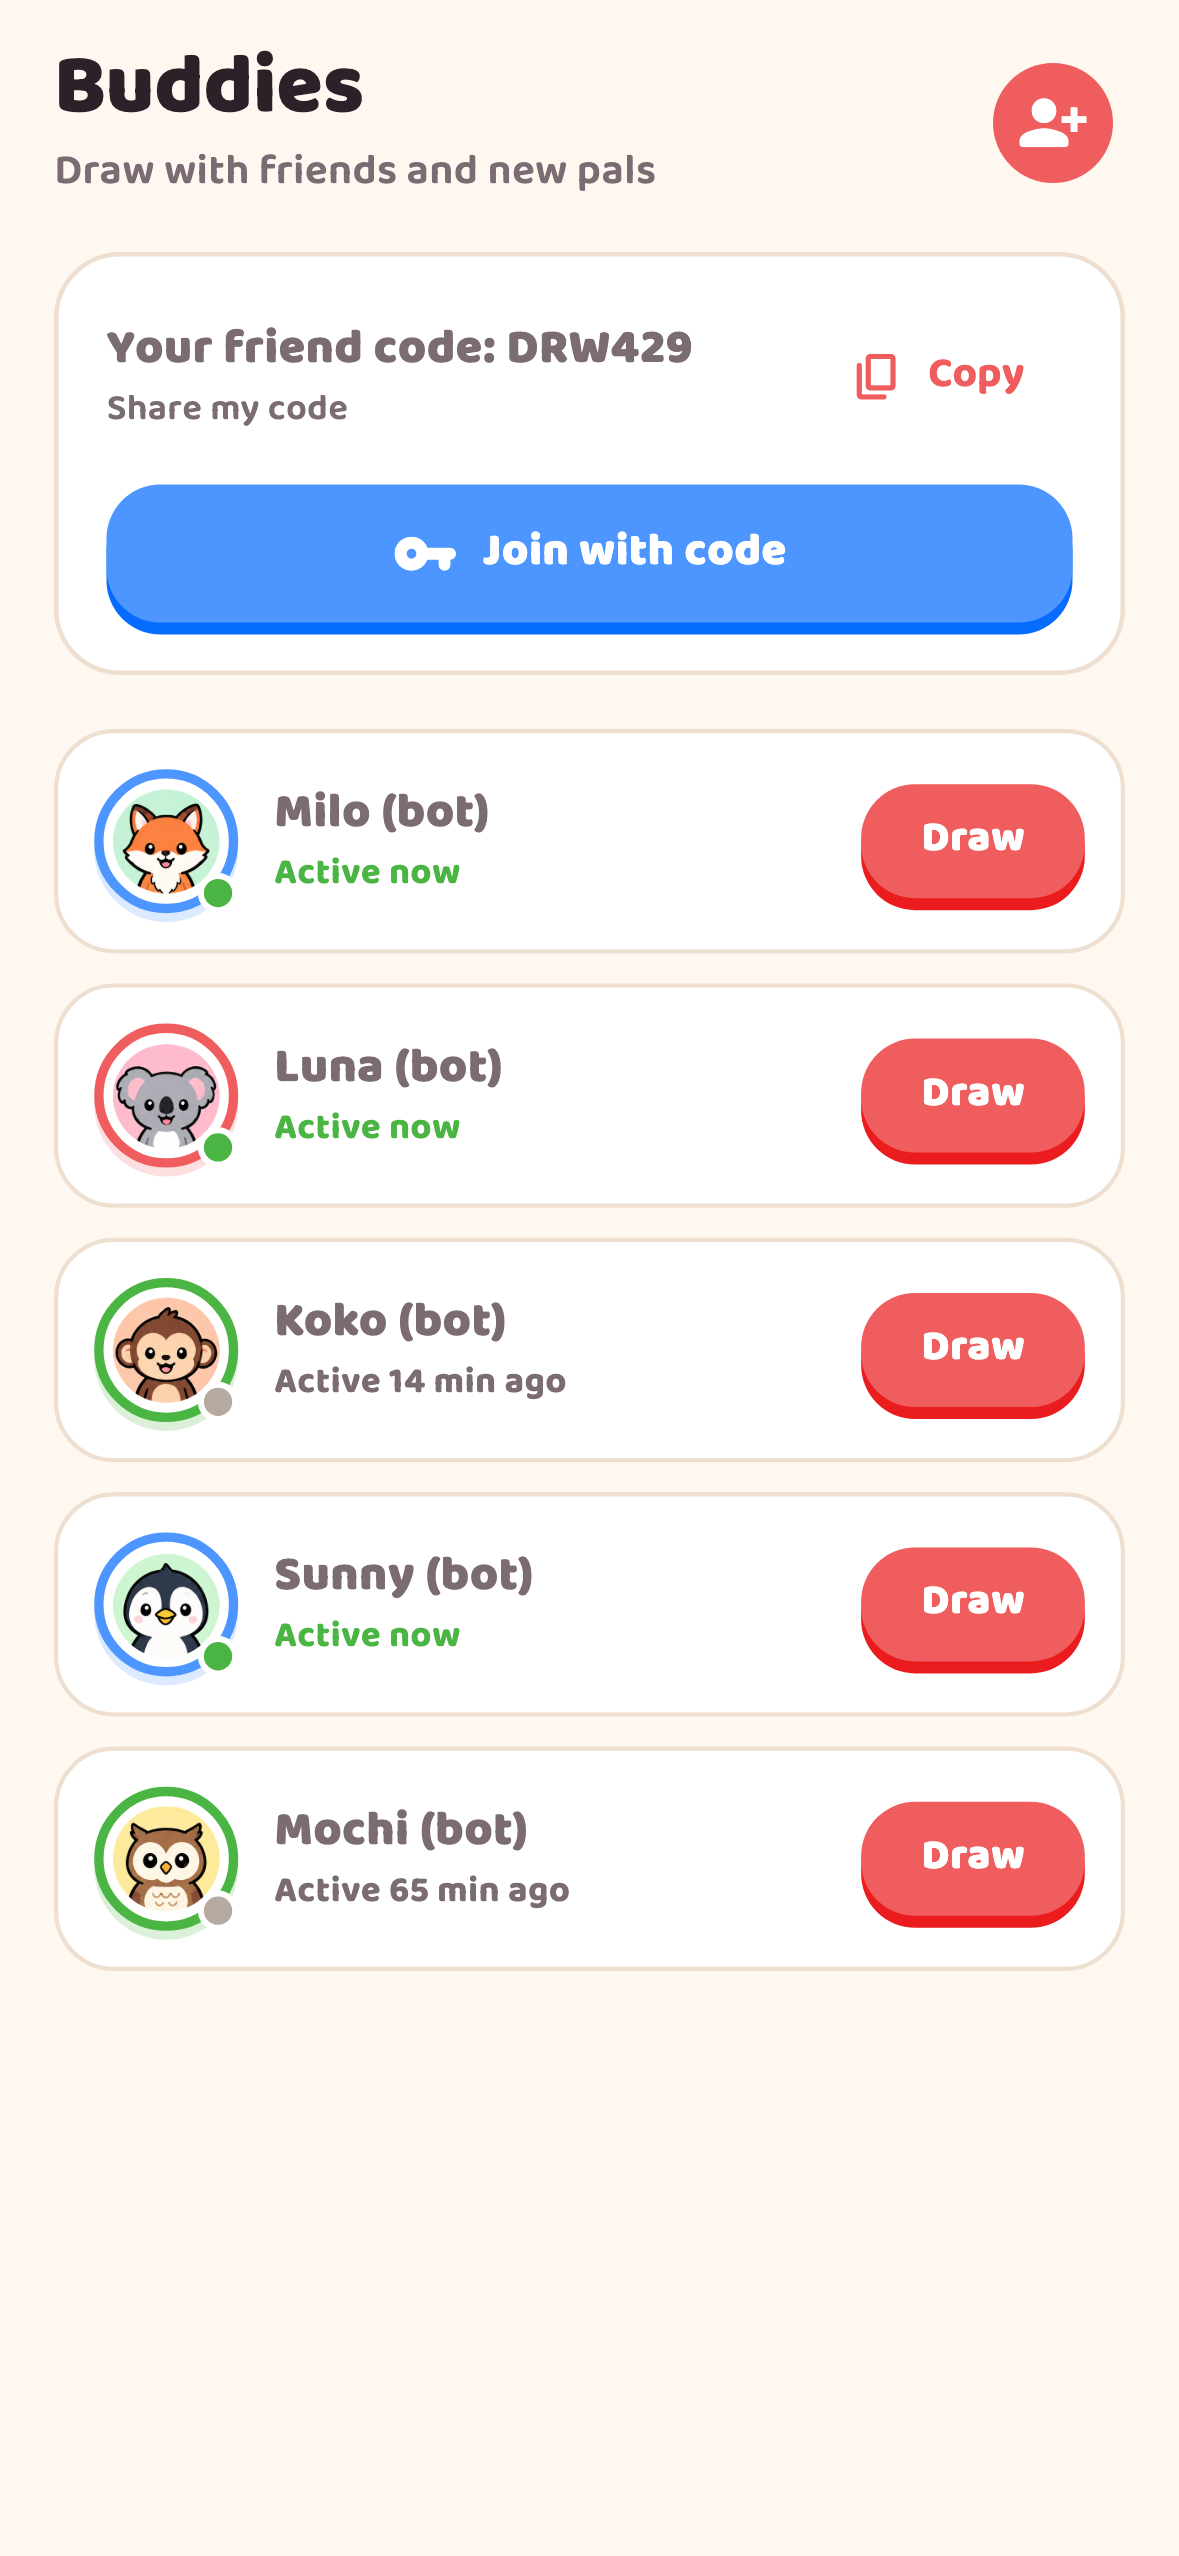 Buddies
Draw with friends and new pals
Your friend code: DRW429
Share my code
Copy
Join with code
Milo (bot)
Active now
Draw
Luna (bot)
Active now
Draw
Koko (bot)
Active 14 min ago
Draw
Sunny (bot)
Active now
Draw
Mochi (bot)
Active 65 min ago
Draw